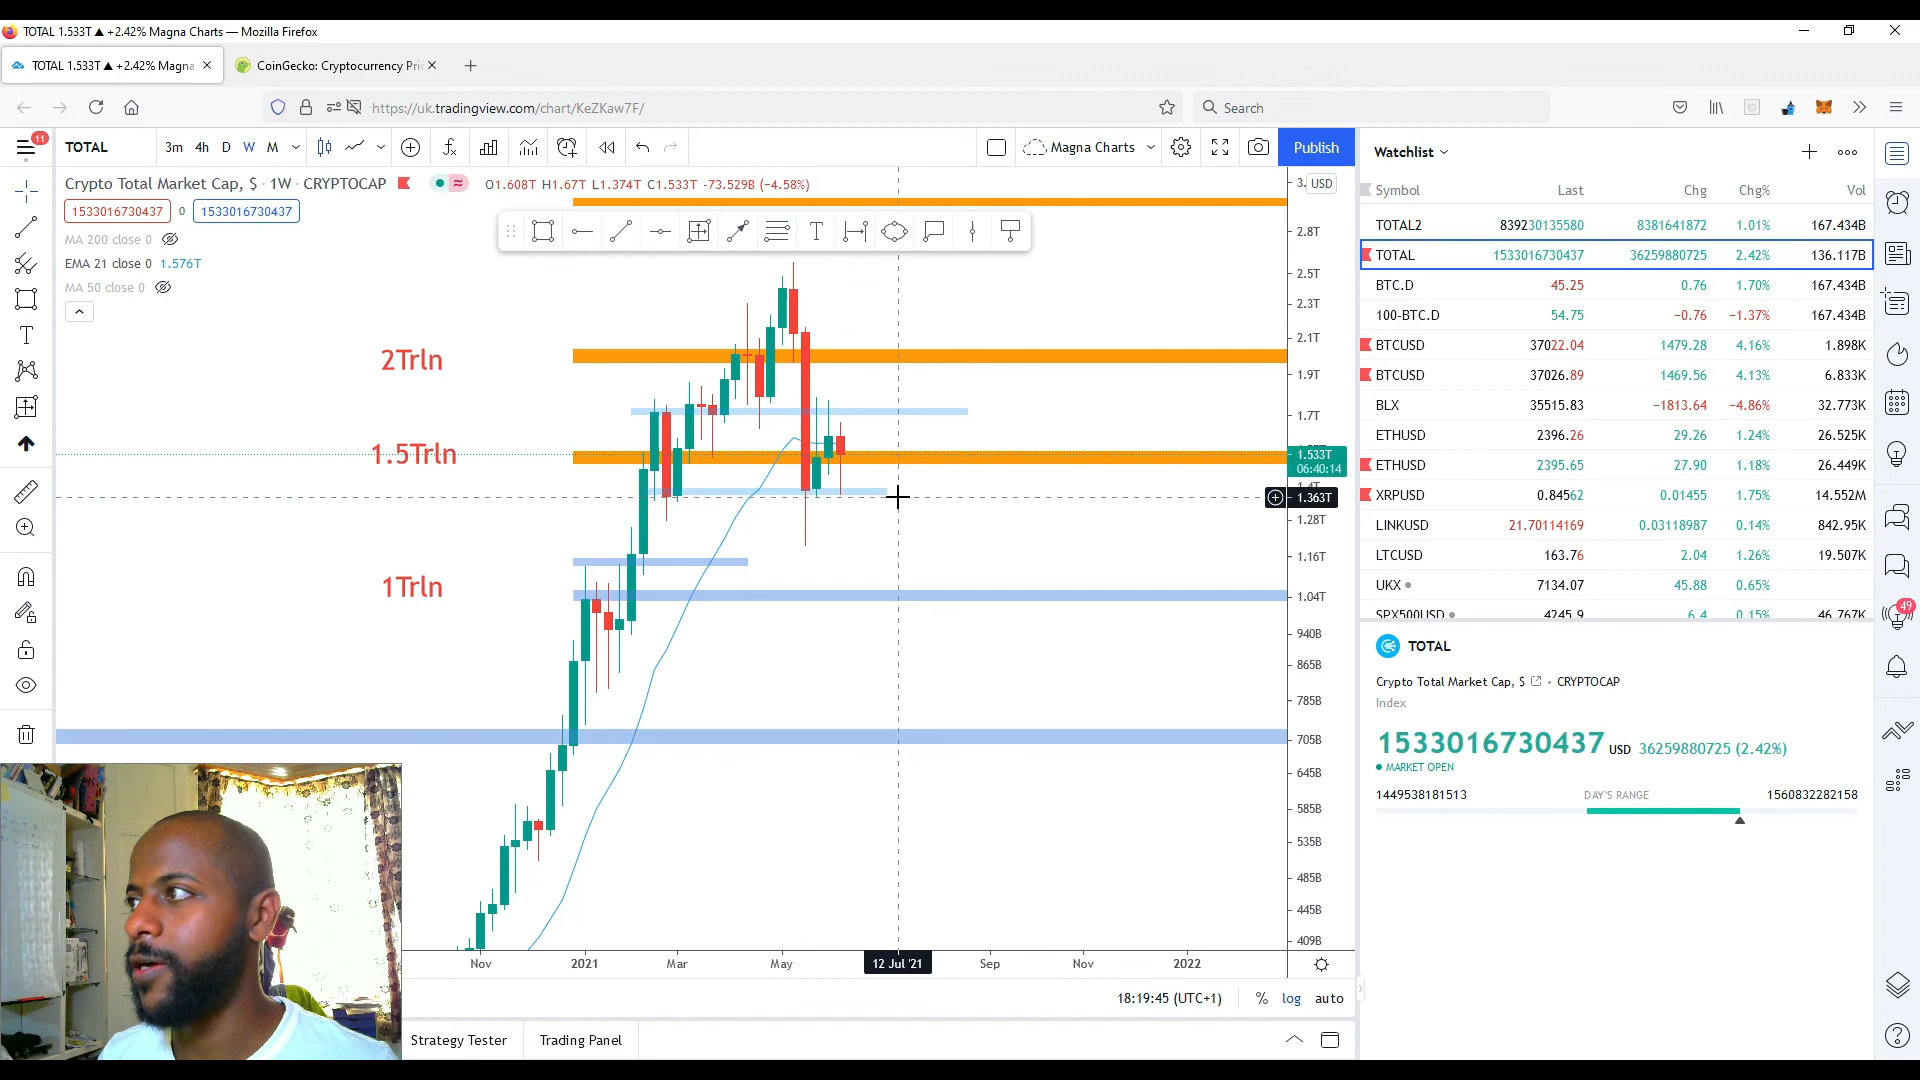 TOTAL 1.533T ▲ +2.42% Magna Charts — Mozilla Firefox
TOTAL 1.533T ▲ +2.42% Magna
CoinGecko: Cryptocurrency Pri
https://uk.tradingview.com/chart/KeZKaw7F/
Search
11
TOTAL
3m 4h D W M
Magna Charts
Publish
Crypto Total Market Cap, $ · 1W · CRYPTOCAP
O1.608T H1.67T L1.374T C1.533T -73.529B (−4.58%)
1533016730437 0 1533016730437
MA 200 close 0
EMA 21 close 0 1.576T
MA 50 close 0
2Trln
1.5Trln
1Trln
USD
2.8T
2.5T
2.3T
2.1T
1.9T
1.7T
1.533T
06:40:14
1.363T
1.28T
1.16T
1.04T
940B
865B
785B
705B
645B
585B
535B
485B
445B
409B
Nov 2021 Mar May 12 Jul '21 Sep Nov 2022
18:19:45 (UTC+1) % log auto
Strategy Tester Trading Panel
Watchlist
Symbol Last Chg Chg% Vol
TOTAL2 839230135580 8381641872 1.01% 167.434B
TOTAL 1533016730437 36259880725 2.42% 136.117B
BTC.D 45.25 0.76 1.70% 167.434B
100-BTC.D 54.75 −0.76 −1.37% 167.434B
BTCUSD 37022.04 1479.28 4.16% 1.898K
BTCUSD 37026.89 1469.56 4.13% 6.833K
BLX 35515.83 −1813.64 −4.86% 32.773K
ETHUSD 2396.26 29.26 1.24% 26.525K
ETHUSD 2395.65 27.90 1.18% 26.449K
XRPUSD 0.84562 0.01455 1.75% 14.552M
LINKUSD 21.70114169 0.03118987 0.14% 842.95K
LTCUSD 163.76 2.04 1.26% 19.507K
UKX 7134.07 45.88 0.65%
SPX500USD 4245.9 6.4 0.15% 46.767K
49
TOTAL
Crypto Total Market Cap, $ • CRYPTOCAP
Index
1533016730437 USD 36259880725 (2.42%)
MARKET OPEN
1449538181513 DAY'S RANGE 1560832282158